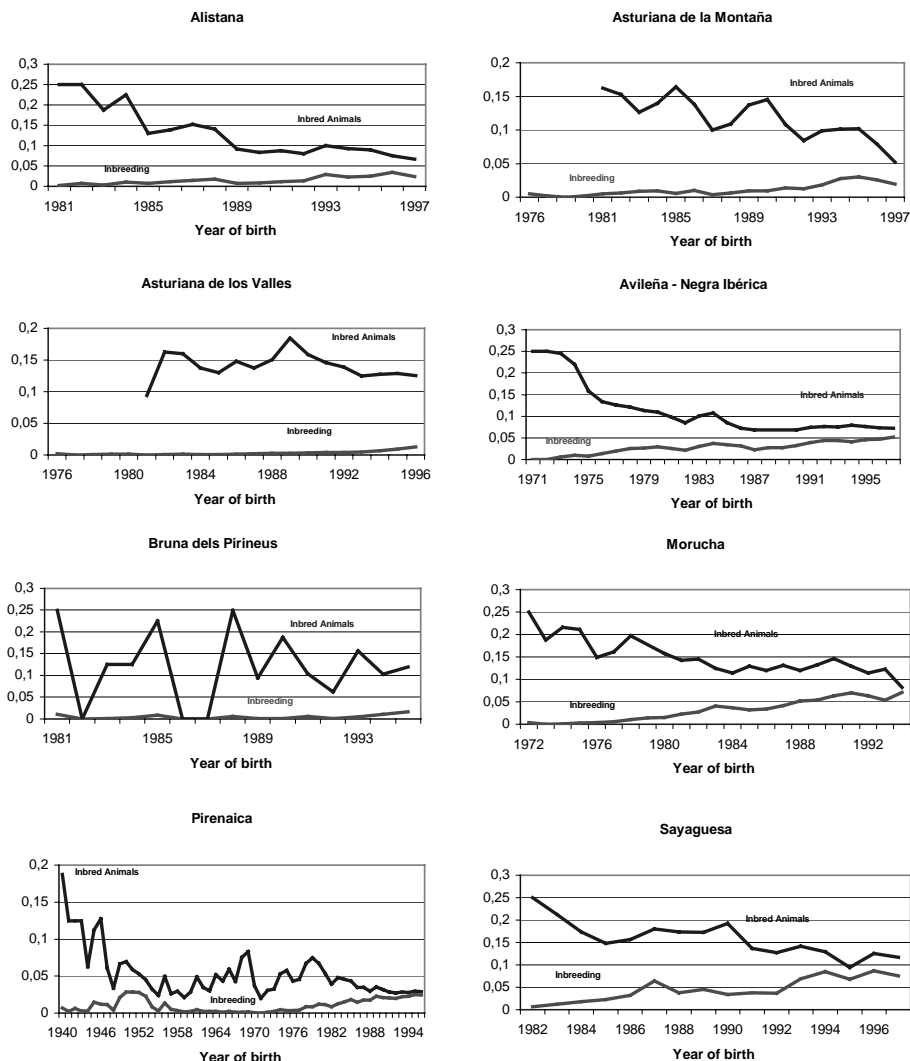 Alistana
0,3
0,25
0,2
0,15
0,1
0,05
0
Inbred Animals
Inbreeding
1981 1985 1989 1993 1997
Year of birth
Asturiana de la Montaña
0,2
0,15
0,1
0,05
0
Inbred Animals
Inbreeding
1976 1981 1985 1989 1993 1997
Year of birth
Asturiana de los Valles
0,2
0,15
0,1
0,05
0
Inbred Animals
Inbreeding
1976 1980 1984 1988 1992 1996
Year of birth
Avileña - Negra Ibérica
0,3
0,25
0,2
0,15
0,1
0,05
0
Inbred Animals
Inbreeding
1971 1975 1979 1983 1987 1991 1995
Year of birth
Bruna dels Pirineus
0,3
0,25
0,2
0,15
0,1
0,05
0
Inbred Animals
Inbreeding
1981 1985 1989 1993
Year of birth
Morucha
0,3
0,25
0,2
0,15
0,1
0,05
0
Inbred Animals
Inbreeding
1972 1976 1980 1984 1988 1992
Year of birth
Pirenaica
0,2
0,15
0,1
0,05
0
Inbred Animals
Inbreeding
1940 1946 1952 1958 1964 1970 1976 1982 1988 1994
Year of birth
Sayaguesa
0,3
0,25
0,2
0,15
0,1
0,05
0
Inbred Animals
Inbreeding
1982 1984 1986 1988 1990 1992 1994 1996
Year of birth